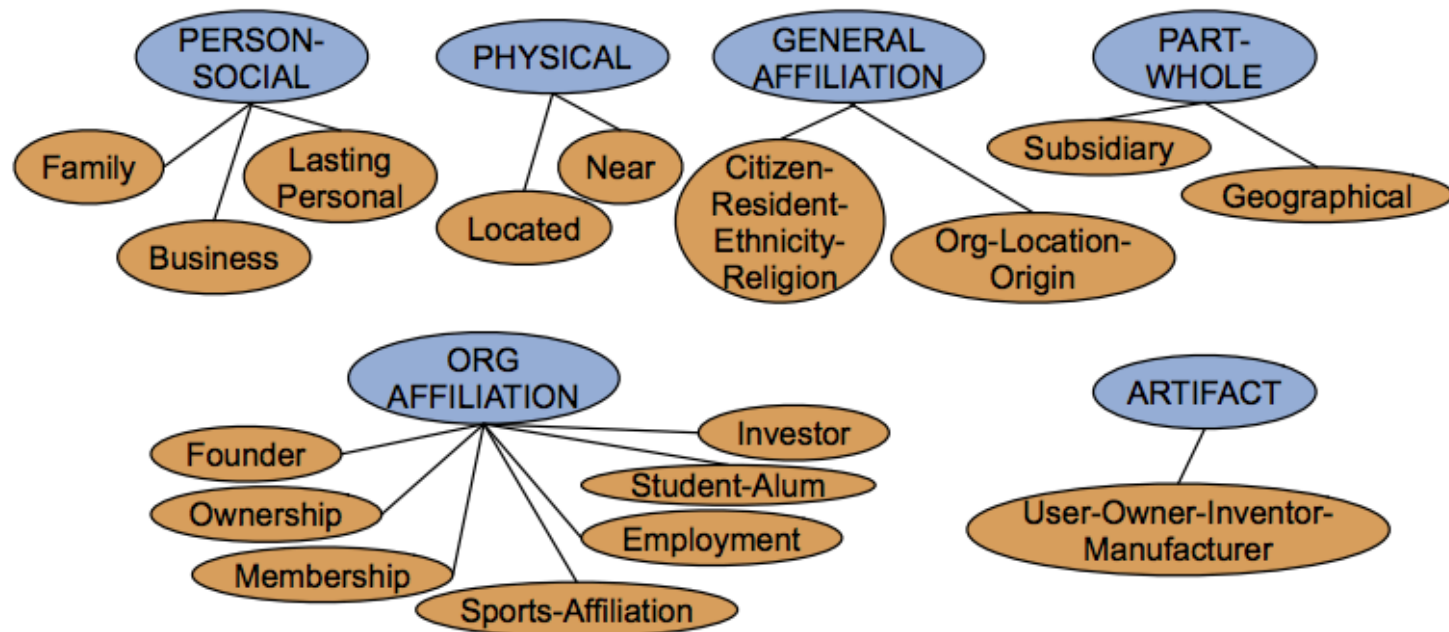 PERSON-
SOCIAL
PHYSICAL
GENERAL
AFFILIATION
PART-
WHOLE
Family
Lasting
Personal
Business
Near
Located
Citizen-
Resident-
Ethnicity-
Religion
Org-Location-
Origin
Subsidiary
Geographical
ORG
AFFILIATION
Founder
Ownership
Membership
Sports-Affiliation
Employment
Student-Alum
Investor
ARTIFACT
User-Owner-Inventor-
Manufacturer